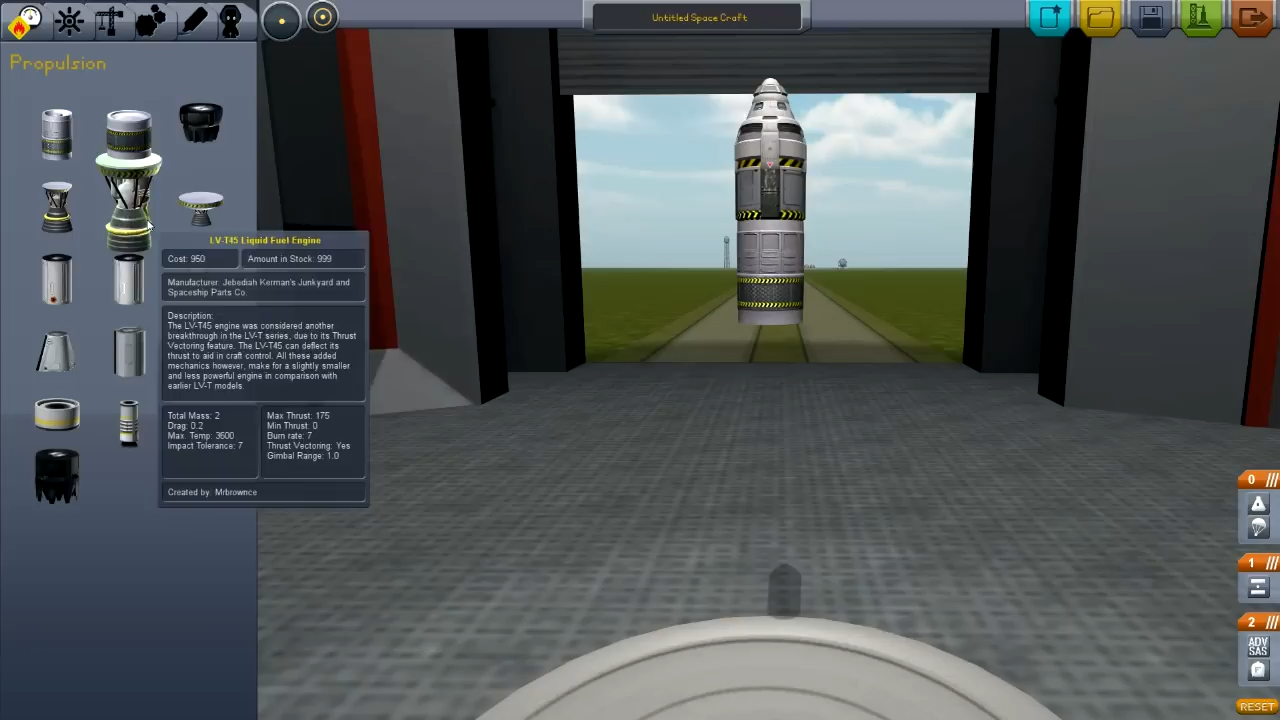 Untitled Space Craft
Propulsion
LV-T45 Liquid Fuel Engine
Cost: 950
Amount in Stock: 999
Manufacturer: Jebediah Kerman's Junkyard and
Spaceship Parts Co.
Description:
The LV-T45 engine was considered another
breakthrough in the LV-T series, due to its Thrust
Vectoring feature. The LV-T45 can deflect its
thrust to aid in craft control. All these added
mechanics however, make for a slightly smaller
and less powerful engine in comparison with
earlier LV-T models.
Total Mass: 2
Drag: 0.2
Max. Temp: 3600
Impact Tolerance: 7
Max Thrust: 175
Min Thrust: 0
Burn rate: 7
Thrust Vectoring: Yes
Gimbal Range: 1.0
Created by: Mrbrownce
0
1
2
ADV
SAS
RESET